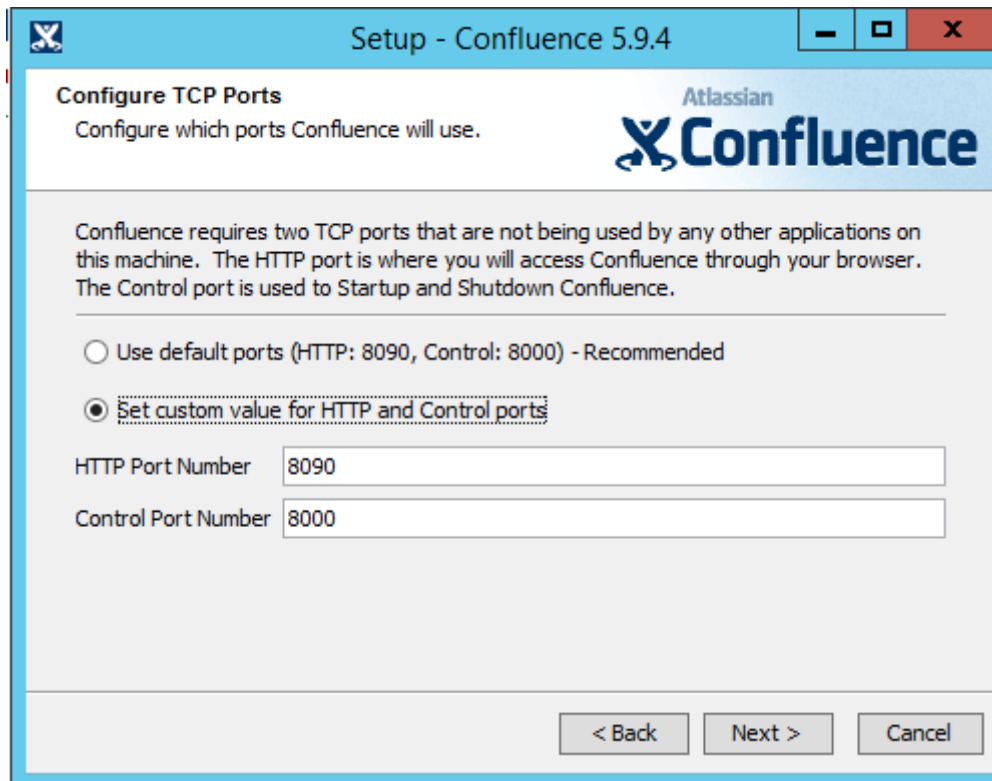 Setup - Confluence 5.9.4
Configure TCP Ports
Configure which ports Confluence will use.
Atlassian
Confluence
Confluence requires two TCP ports that are not being used by any other applications on
this machine.  The HTTP port is where you will access Confluence through your browser.
The Control port is used to Startup and Shutdown Confluence.
Use default ports (HTTP: 8090, Control: 8000) - Recommended
Set custom value for HTTP and Control ports
HTTP Port Number 8090
Control Port Number 8000
< Back Next > Cancel